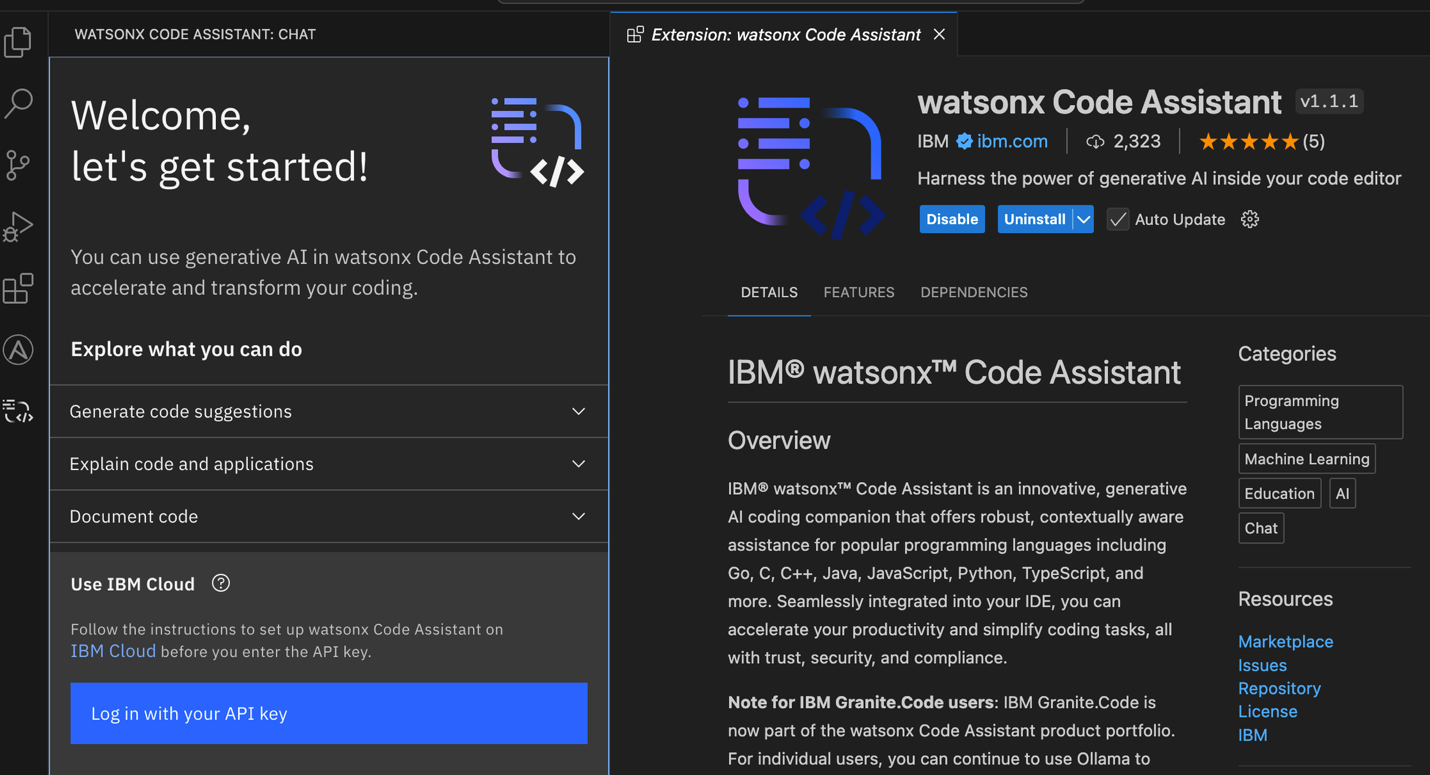 WATSONX CODE ASSISTANT: CHAT
Welcome,
let's get started!
</>
You can use generative AI in watsonx Code Assistant to
accelerate and transform your coding.
Explore what you can do
Generate code suggestions
Explain code and applications
Document code
Use IBM Cloud
Follow the instructions to set up watsonx Code Assistant on
IBM Cloud before you enter the API key.
Log in with your API key
Extension: watsonx Code Assistant
</>
watsonx Code Assistant v1.1.1
IBM ibm.com 2,323 (5)
Harness the power of generative AI inside your code editor
Disable Uninstall Auto Update
DETAILS FEATURES DEPENDENCIES
IBM® watsonx™ Code Assistant
Overview
IBM® watsonx™ Code Assistant is an innovative, generative
AI coding companion that offers robust, contextually aware
assistance for popular programming languages including
Go, C, C++, Java, JavaScript, Python, TypeScript, and
more. Seamlessly integrated into your IDE, you can
accelerate your productivity and simplify coding tasks, all
with trust, security, and compliance.
Note for IBM Granite.Code users: IBM Granite.Code is
now part of the watsonx Code Assistant product portfolio.
For individual users, you can continue to use Ollama to
Categories
Programming
Languages
Machine Learning
Education AI
Chat
Resources
Marketplace
Issues
Repository
License
IBM